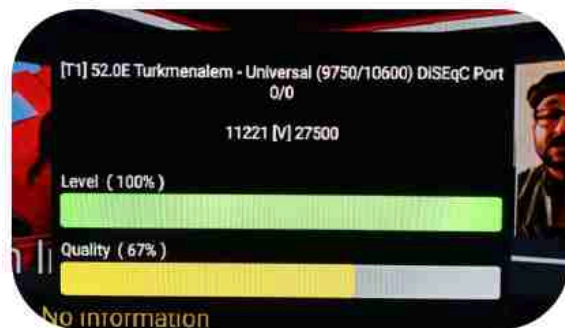 [T1] 52.0E Turkmenalem - Universal (9750/10600) DiSEqC Port
0/0
11221 [V] 27500
Level ( 100% )
Quality ( 67% )
No information